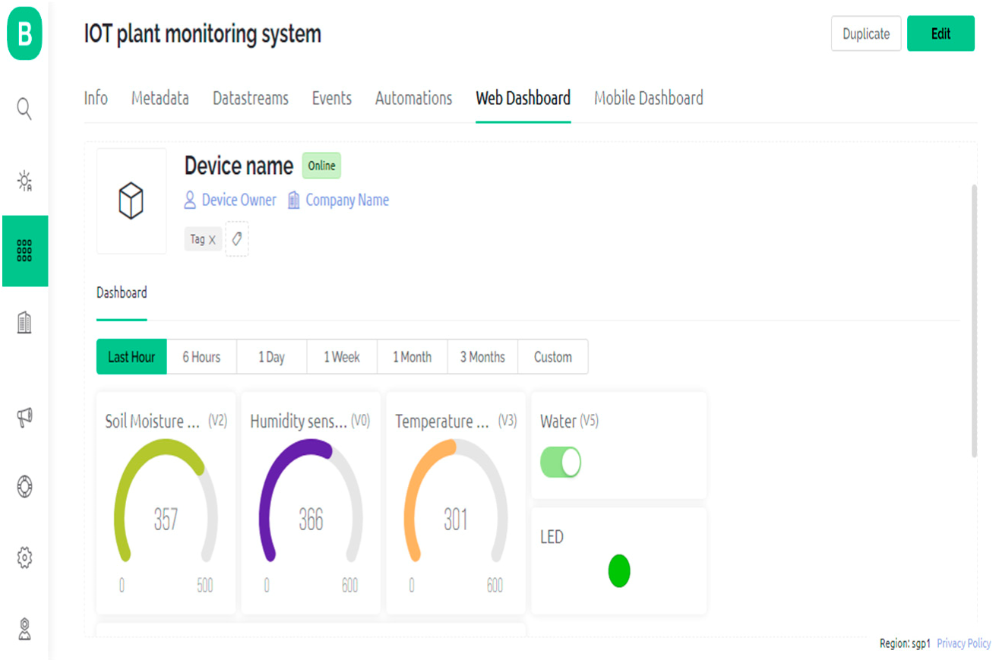 B
IOT plant monitoring system
Duplicate
Edit
Info Metadata Datastreams Events Automations Web Dashboard Mobile Dashboard
Device name Online
Device Owner Company Name
Tag X
Dashboard
Last Hour 6 Hours 1 Day 1 Week 1 Month 3 Months Custom
Soil Moisture ... (V2)
357
0 500
Humidity sens... (V0)
366
0 600
Temperature ... (V3)
301
0 600
Water (V5)
LED
Region: sgp1 Privacy Policy